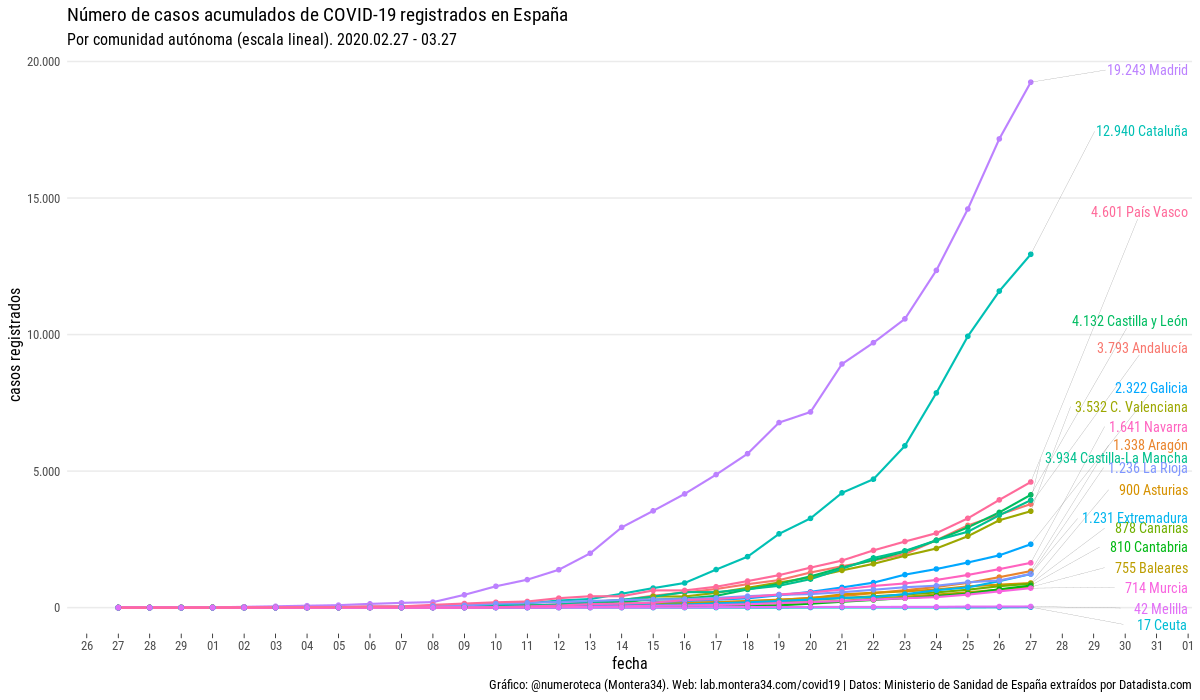 Número de casos acumulados de COVID-19 registrados en España
Por comunidad autónoma (escala lineal). 2020.02.27 - 03.27
20.000
15.000
10.000
5.000
0
casos registrados
19.243 Madrid
12.940 Cataluña
4.601 País Vasco
4.132 Castilla y León
3.793 Andalucía
2.322 Galicia
3.532 C. Valenciana
1.641 Navarra
1.338 Aragón
3.934 Castilla-La Mancha
1.236 La Rioja
900 Asturias
1.231 Extremadura
878 Canarias
810 Cantabria
755 Baleares
714 Murcia
42 Melilla
17 Ceuta
26 27 28 29 01 02 03 04 05 06 07 08 09 10 11 12 13 14 15 16 17 18 19 20 21 22 23 24 25 26 27 28 29 30 31 01
fecha
Gráfico: @numeroteca (Montera34). Web: lab.montera34.com/covid19 | Datos: Ministerio de Sanidad de España extraídos por Datadista.com